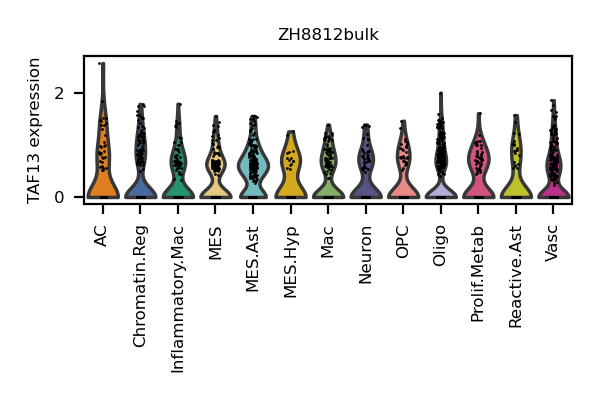 ZH8812bulk
TAF13 expression
2
0
AC
Chromatin.Reg
Inflammatory.Mac
MES
MES.Ast
MES.Hyp
Mac
Neuron
OPC
Oligo
Prolif.Metab
Reactive.Ast
Vasc